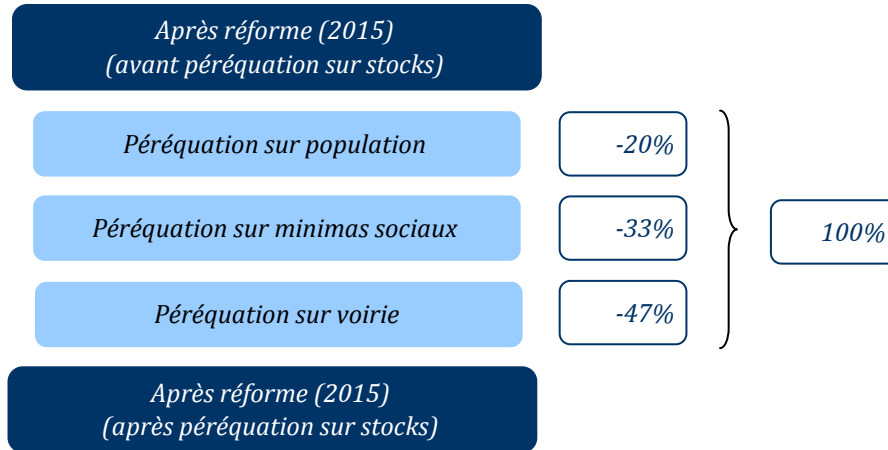 Après réforme (2015)
(avant péréquation sur stocks)
Péréquation sur population
-20%
Péréquation sur minimas sociaux
-33%
100%
Péréquation sur voirie
-47%
Après réforme (2015)
(après péréquation sur stocks)